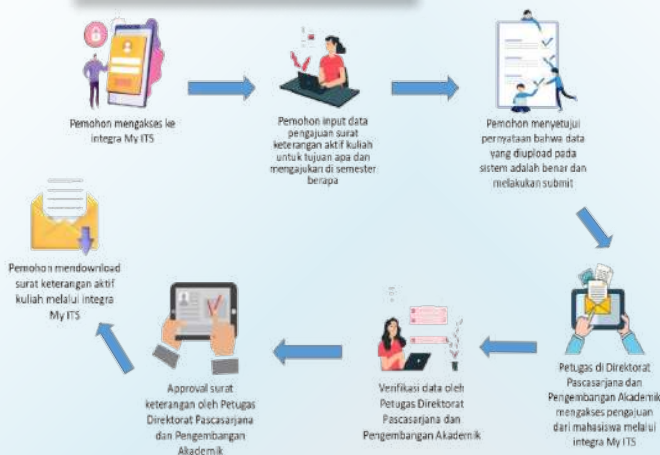 Pemohon mengakses ke
integra My ITS
Pemohon input data
pengajuan surat
keterangan aktif kuliah
untuk tujuan apa dan
mengajukan di semester
berapa
Pemohon menyetujui
pernyataan bahwa data
yang diupload pada
sistem adalah benar dan
melakukan submit
Petugas di Direktorat
Pascasarjana dan
Pengembangan Akademik
mengakses pengajuan
dari mahasiswa melalui
integra My ITS
Verifikasi data oleh
Petugas Direktorat
Pascasarjana dan
Pengembangan Akademik
Approval surat
keterangan oleh Petugas
Direktorat Pascasarjana
dan Pengembangan
Akademik
Pemohon mendownload
surat keterangan aktif
kuliah melalui integra
My ITS